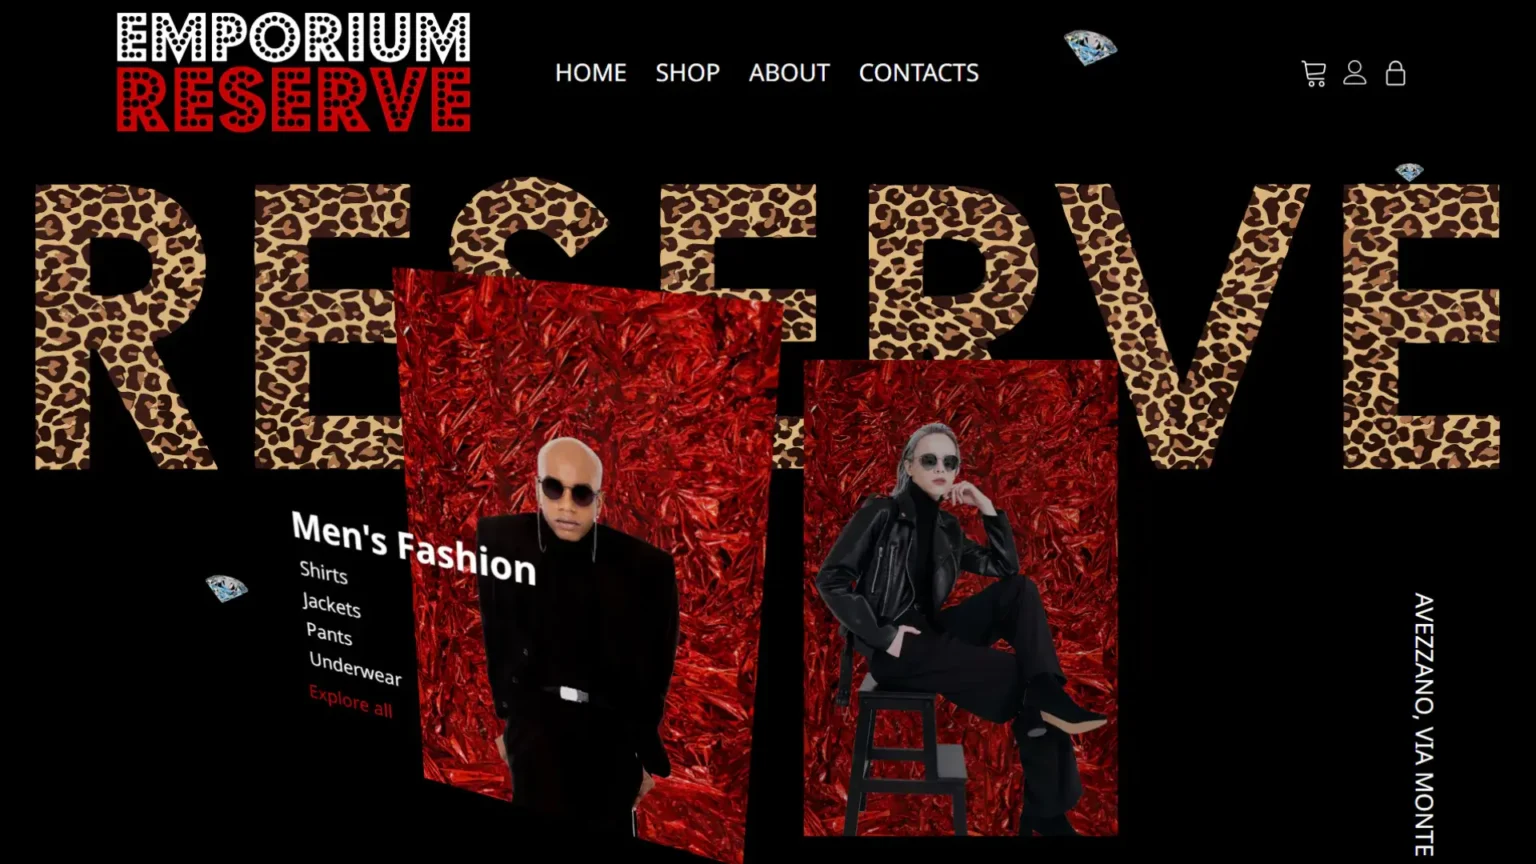 EMPORIUM
RESERVE
HOME SHOP ABOUT CONTACTS
RESERVE
Men's Fashion
Shirts
Jackets
Pants
Underwear
Explore all
AVEZZANO, VIA MONTE